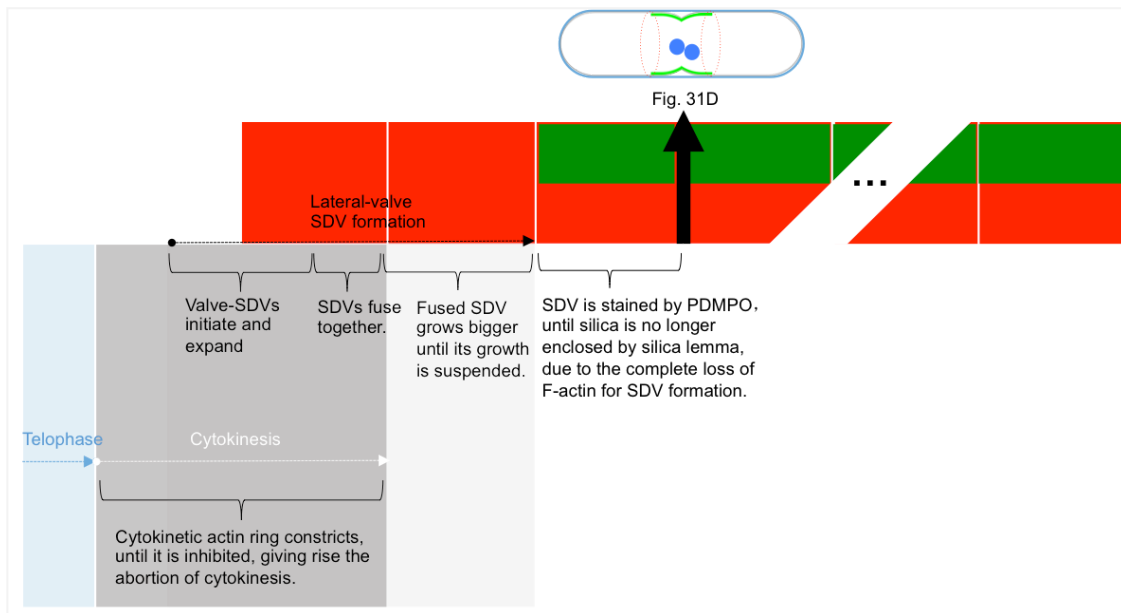 Fig. 31D
...
Lateral-valve
SDV formation
Valve-SDVs
initiate and
expand
SDVs fuse
together.
Fused SDV
grows bigger
until its growth
is suspended.
SDV is stained by PDMPO，
until silica is no longer
enclosed by silica lemma,
due to the complete loss of
F-actin for SDV formation.
Telophase
Cytokinesis
Cytokinetic actin ring constricts,
until it is inhibited, giving rise the
abortion of cytokinesis.